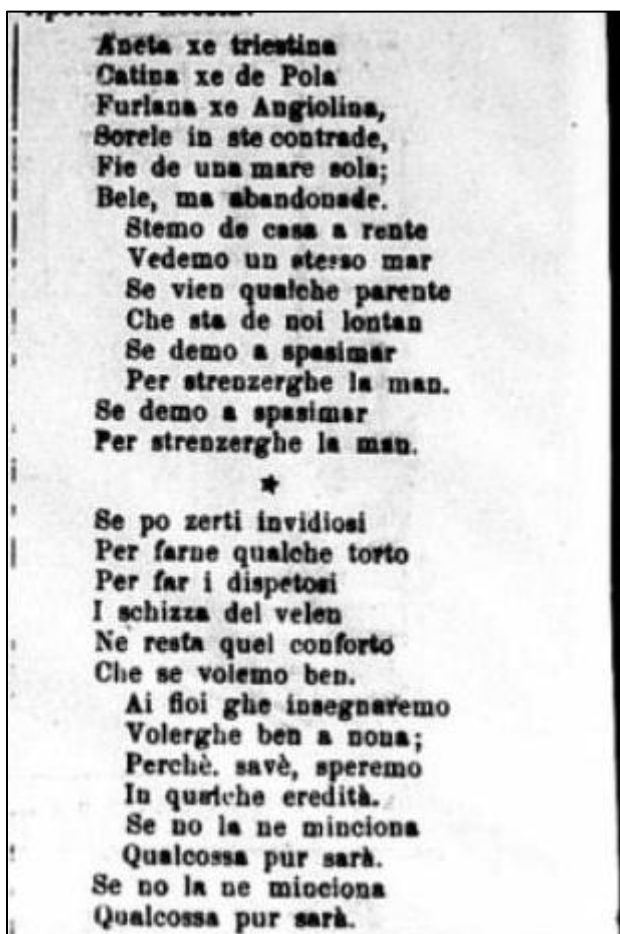 Aneta xe triestina
Catina xe de Pola
Furlana xe Angiolina,
Sorele in ste contrade,
Fie de una mare sola;
Bele, ma abandonade.
Stemo de casa a rente
Vedemo un stesso mar
Se vien qualche parente
Che sta de noi lontan
Se demo a spasimar
Per strenzerghe la man.
Se demo a spasimar
Per strenzerghe la man.
★
Se po zerti invidiosi
Per farne qualche torto
Per far i dispetosi
I schizza del velen
Nè resta quel conforto
Che se volemo ben.
Ai fioi ghe insegnaremo
Volerghe ben a nona;
Perchè. savè, speremo
In qualche eredità.
Se no la ne minciona
Qualcossa pur sarà.
Se no la ne minciona
Qualcossa pur sarà.